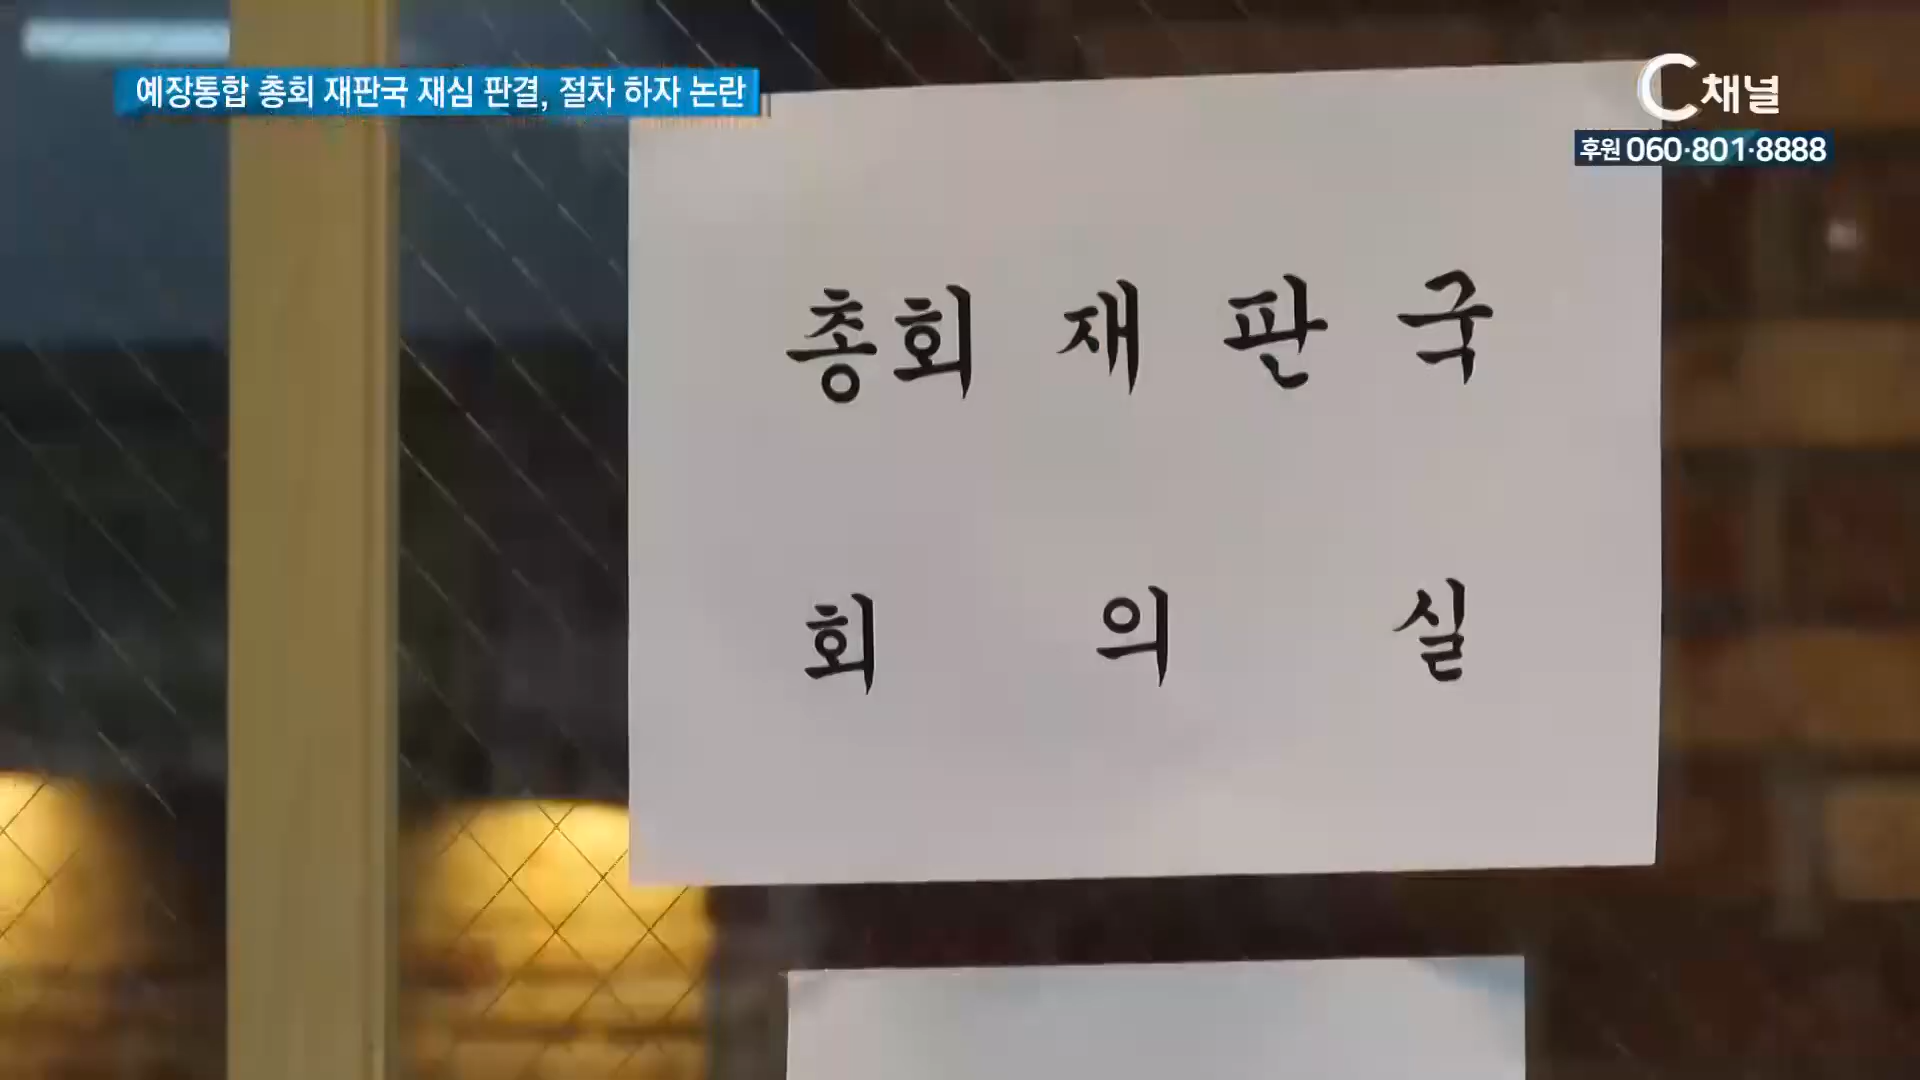 예장통합 총회 재판국 재심 판결, 절차 하자 논란
C채널
후원 060·801·8888
총회 재 판 국
회 의 실